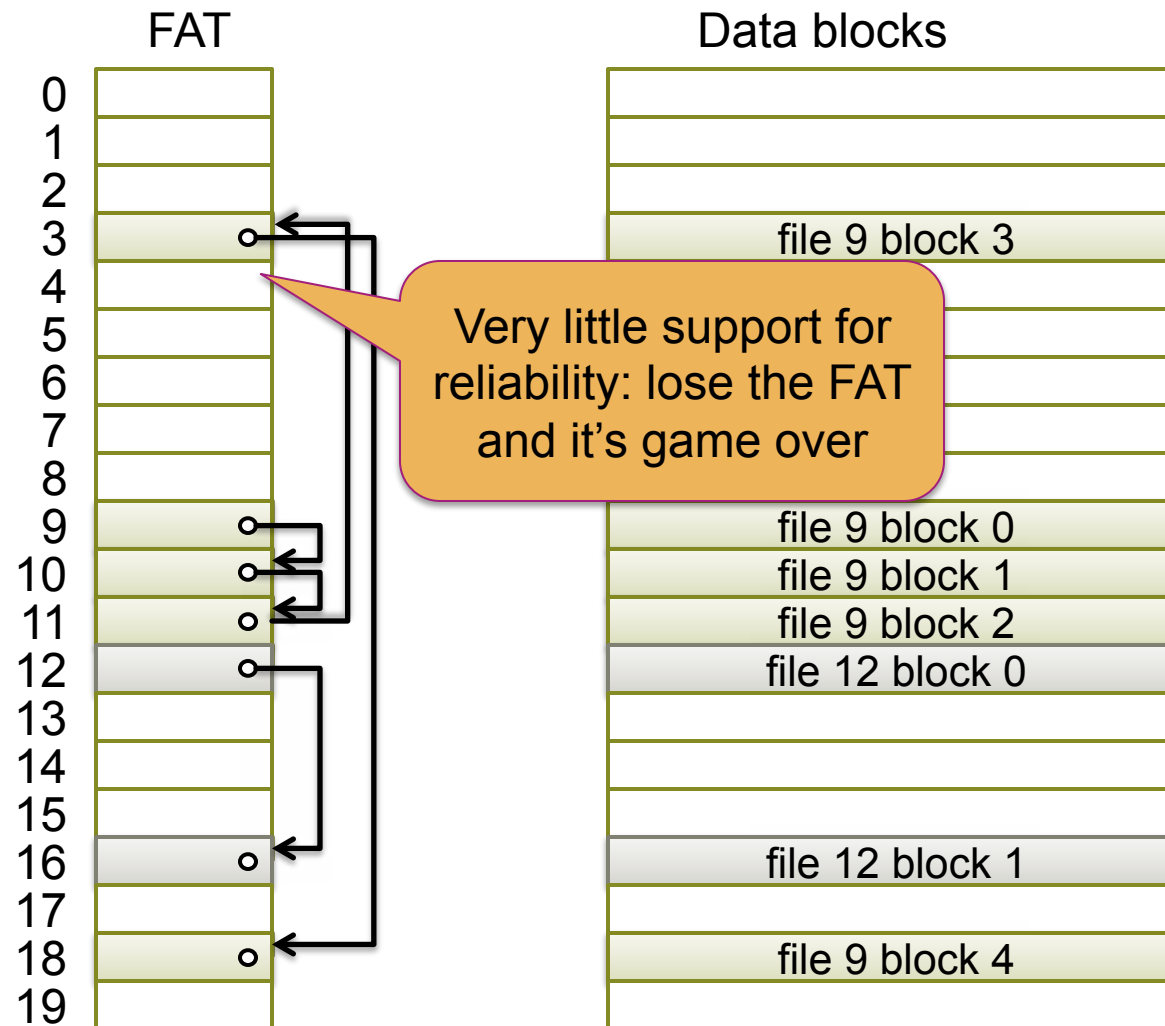 FAT Data blocks
0
1
2
3 file 9 block 3
4
5
6
7
8
Very little support for
reliability: lose the FAT
and it’s game over
9 file 9 block 0
10 file 9 block 1
11 file 9 block 2
12 file 12 block 0
13
14
15
16 file 12 block 1
17
18 file 9 block 4
19